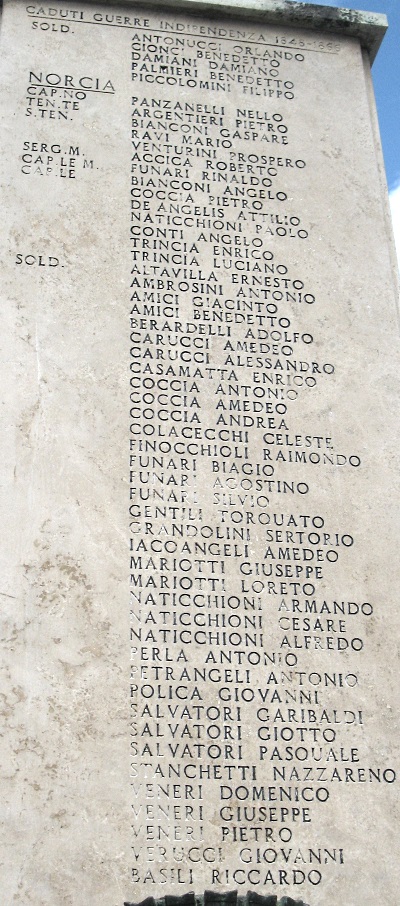 CADUTI GUERRE INDIPENDENZA 1848-1866
SOLD. ANTONUCCI ORLANDO
CIONCI BENEDETTO
DAMIANI DAMIANO
PALMIERI BENEDETTO
PICCOLOMINI FILIPPO
NORCIA
CAP.NO PANZANELLI NELLO
TEN.TE ARGENTIERI PIETRO
S.TEN. BIANCONI GASPARE
RAVI MARIO
SERG.M. VENTURINI PROSPERO
CAP.LE M. ACCICA ROBERTO
CAP.LE FUNARI RINALDO
BIANCONI ANGELO
COCCIA PIETRO
DE ANGELIS ATTILIO
NATICCHIONI PAOLO
CONTI ANGELO
TRINCIA ENRICO
SOLD. TRINCIA LUCIANO
ALTAVILLA ERNESTO
AMBROSINI ANTONIO
AMICI GIACINTO
AMICI BENEDETTO
BERARDELLI ADOLFO
CARUCCI AMEDEO
CARUCCI ALESSANDRO
CASAMATTA ENRICO
COCCIA ANTONIO
COCCIA AMEDEO
COCCIA ANDREA
COLACECCHI CELESTE
FINOCCHIOLI RAIMONDO
FUNARI BIAGIO
FUNARI AGOSTINO
FUNARI SILVIO
GENTILI TORQUATO
GRANDOLINI SERTORIO
IACOANGELI AMEDEO
MARIOTTI GIUSEPPE
MARIOTTI LORETO
NATICCHIONI ARMANDO
NATICCHIONI CESARE
NATICCHIONI ALFREDO
PERLA ANTONIO
PETRANGELI ANTONIO
POLICA GIOVANNI
SALVATORI GARIBALDI
SALVATORI GIOTTO
SALVATORI PASQUALE
STANCHETTI NAZZARENO
VENERI DOMENICO
VENERI GIUSEPPE
VENERI PIETRO
VERUCCI GIOVANNI
BASILI RICCARDO